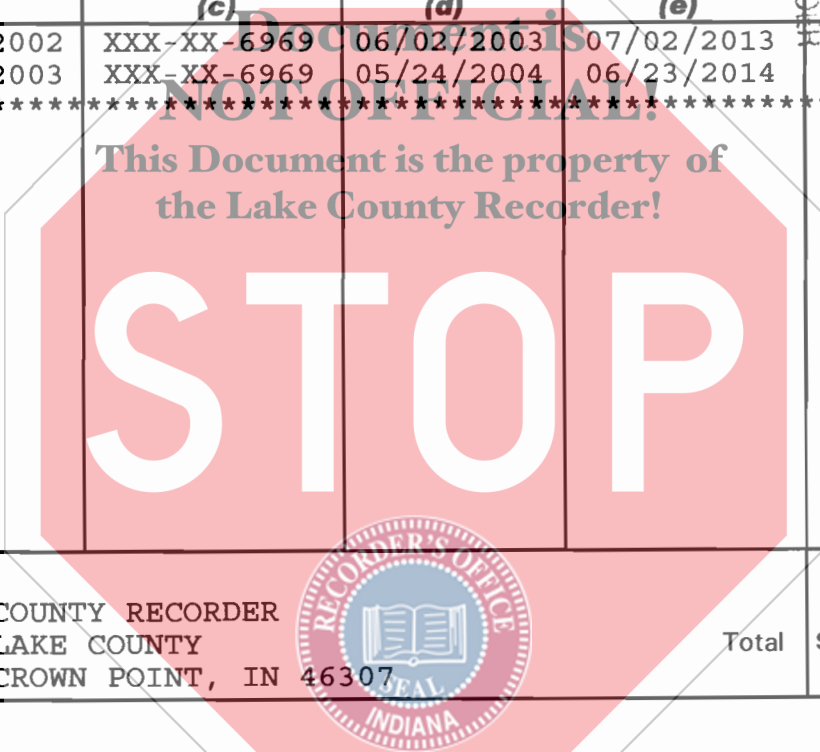 (c) (d) (e)
2002 XXX-XX-6969 06/02/2003 07/02/2013
2003 XXX-XX-6969 05/24/2004 06/23/2014
Document is
NOT OFFICIAL!
This Document is the property of
the Lake County Recorder!
STOP
COUNTY RECORDER
LAKE COUNTY
CROWN POINT, IN 46307
Total
RECORDER'S OFFICE
SEAL
INDIANA